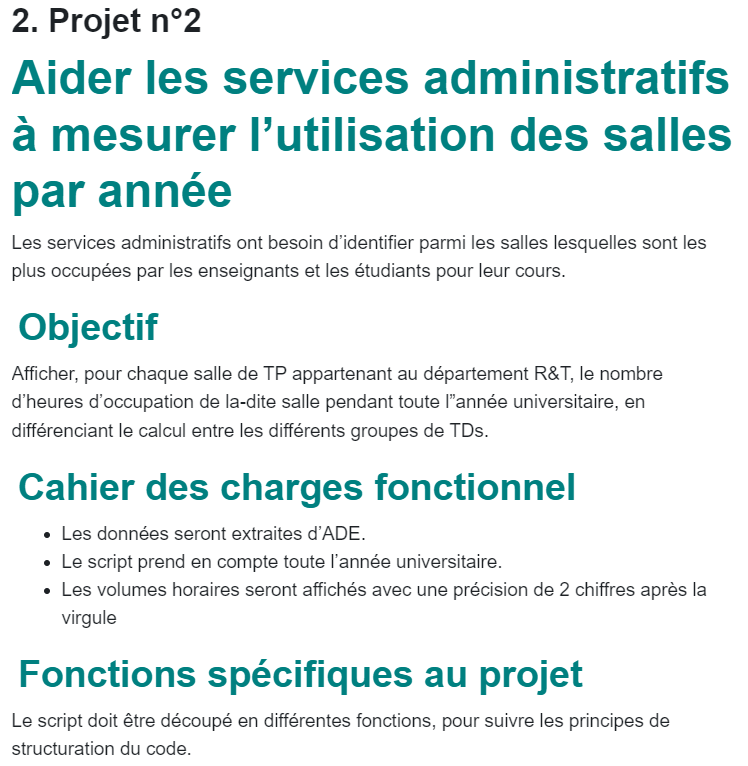 2. Projet n°2
Aider les services administratifs
à mesurer l’utilisation des salles
par année
Les services administratifs ont besoin d’identifier parmi les salles lesquelles sont les
plus occupées par les enseignants et les étudiants pour leur cours.
Objectif
Afficher, pour chaque salle de TP appartenant au département R&T, le nombre
d’heures d’occupation de la-dite salle pendant toute l”année universitaire, en
différenciant le calcul entre les différents groupes de TDs.
Cahier des charges fonctionnel
• Les données seront extraites d’ADE.
• Le script prend en compte toute l’année universitaire.
• Les volumes horaires seront affichés avec une précision de 2 chiffres après la
virgule
Fonctions spécifiques au projet
Le script doit être découpé en différentes fonctions, pour suivre les principes de
structuration du code.